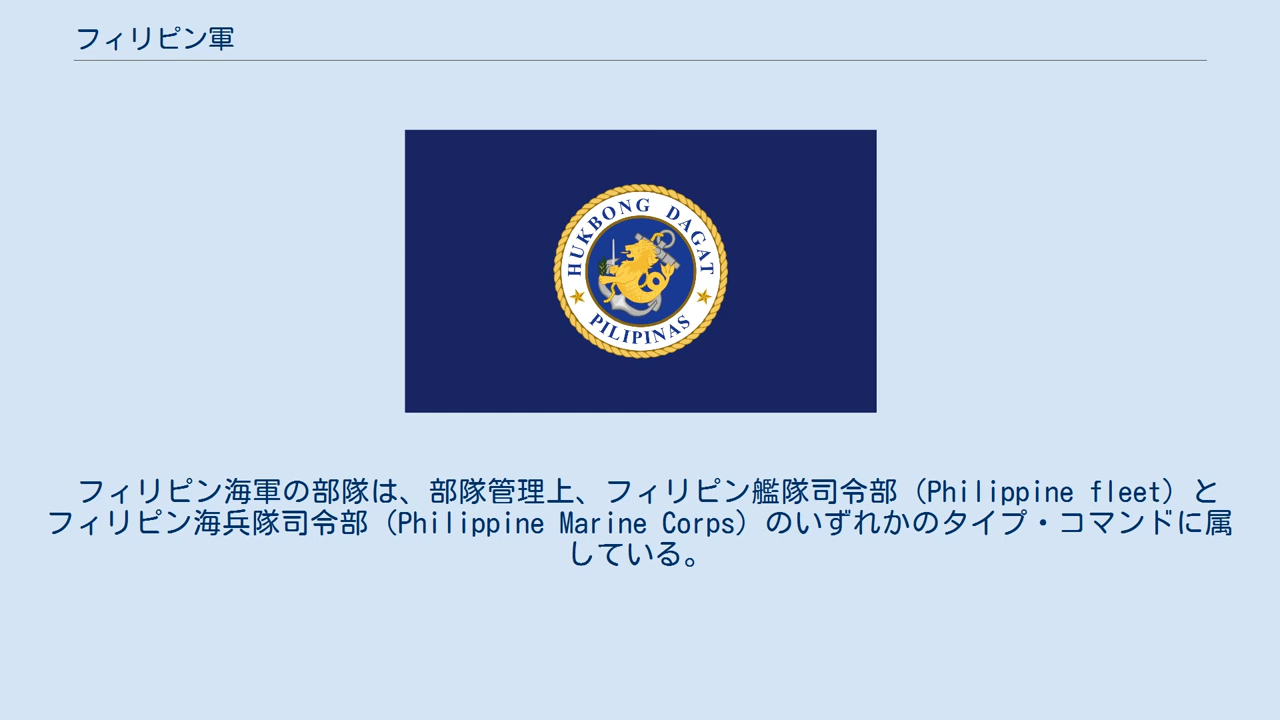 フィリピン軍
HUKBONG DAGAT
PILIPINAS
フィリピン海軍の部隊は、部隊管理上、フィリピン艦隊司令部（Philippine fleet）と
フィリピン海兵隊司令部（Philippine Marine Corps）のいずれかのタイプ・コマンドに属
している。